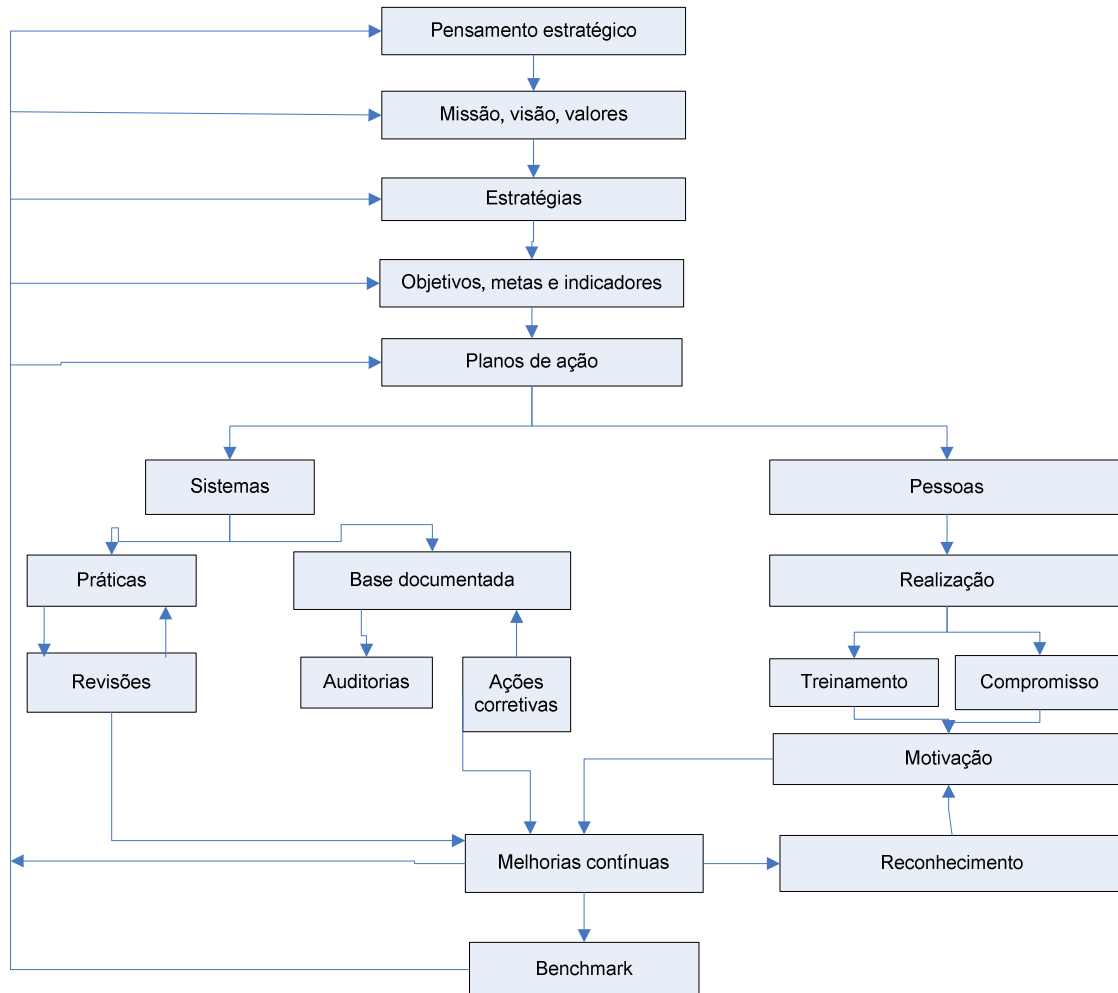 Pensamento estratégico
Missão, visão, valores
Estratégias
Objetivos, metas e indicadores
Planos de ação
Sistemas
Pessoas
Práticas
Base documentada
Realização
Revisões
Auditorias
Ações
corretivas
Treinamento
Compromisso
Motivação
Melhorias contínuas
Reconhecimento
Benchmark